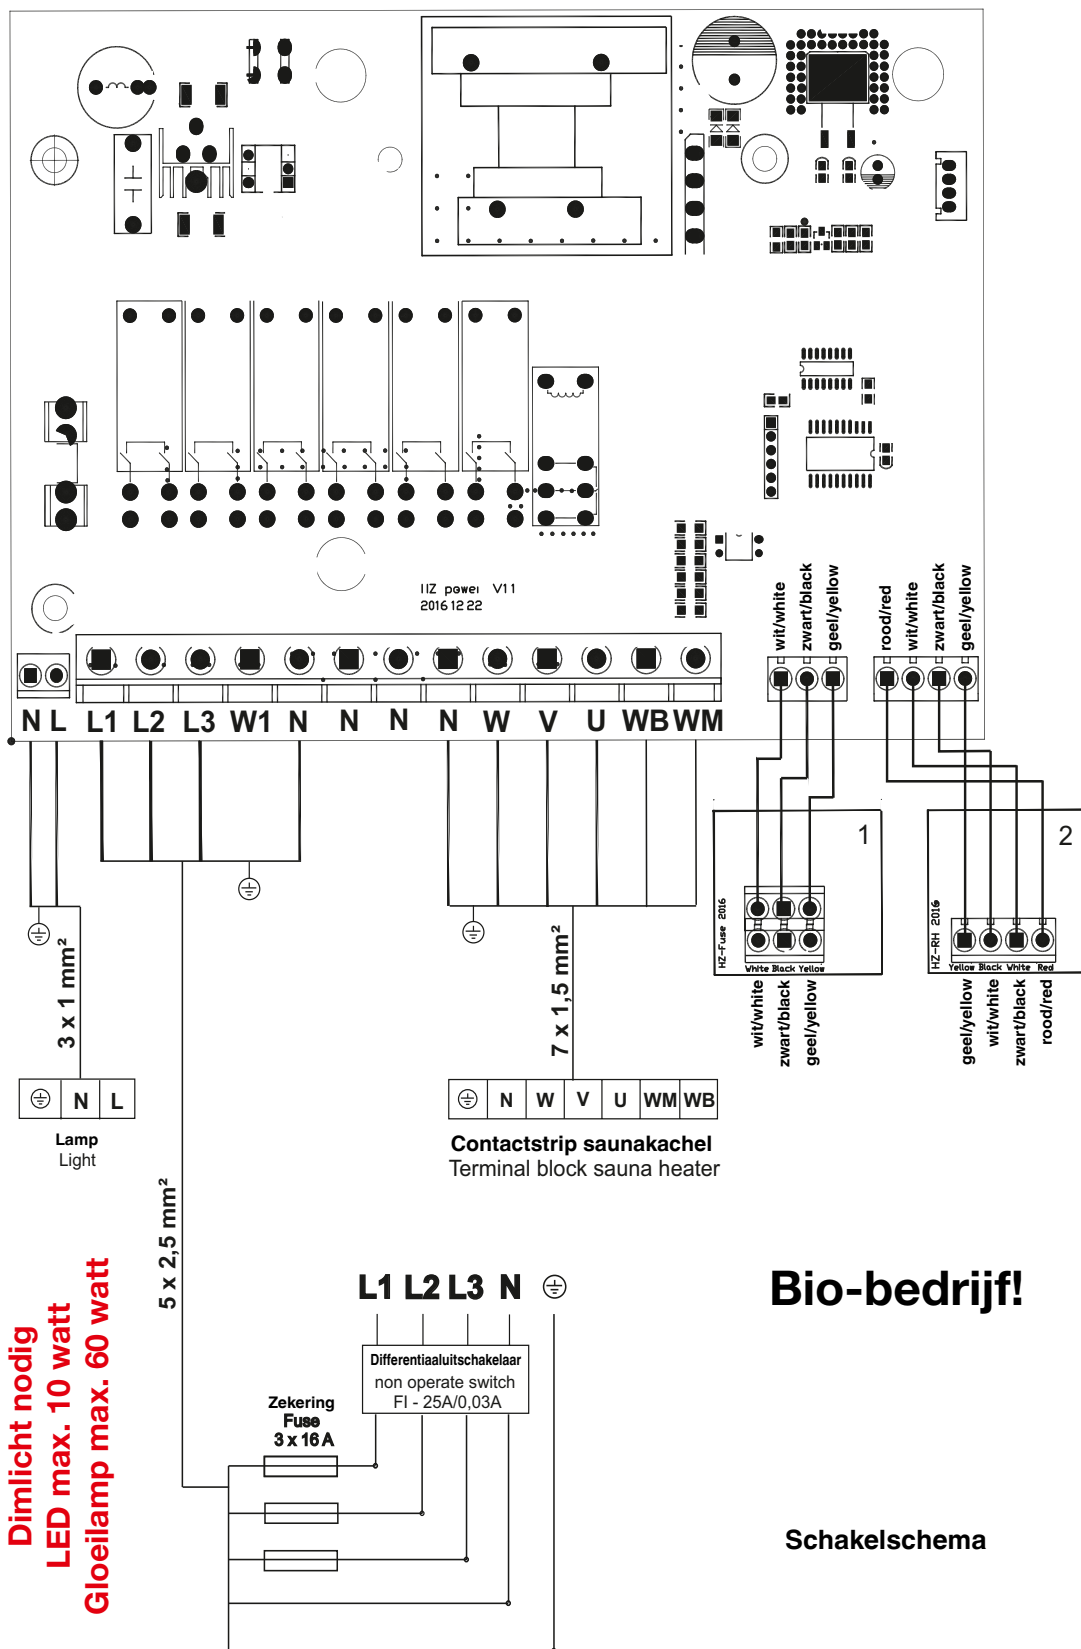 HZ power V11
2016 12 22
wit/white
zwart/black
geel/yellow
rood/red
wit/white
zwart/black
geel/yellow
N L L1 L2 L3 W1 N N N N W V U WB WM
1
HZ-Fuse 2016
White Black Yellow
wit/white
zwart/black
geel/yellow
2
HZ-RH 2016
Yellow Black White Red
geel/yellow
wit/white
zwart/black
rood/red
3 x 1 mm²
7 x 1,5 mm²
N L
Lamp
Light
N W V U WM WB
Contactstrip saunakachel
Terminal block sauna heater
5 x 2,5 mm²
L1 L2 L3 N
Differentiaaluitschakelaar
non operate switch
FI - 25A/0,03A
Zekering
Fuse
3 x 16 A
Bio-bedrijf!
Dimlicht nodig
LED max. 10 watt
Gloeilamp max. 60 watt
Schakelschema